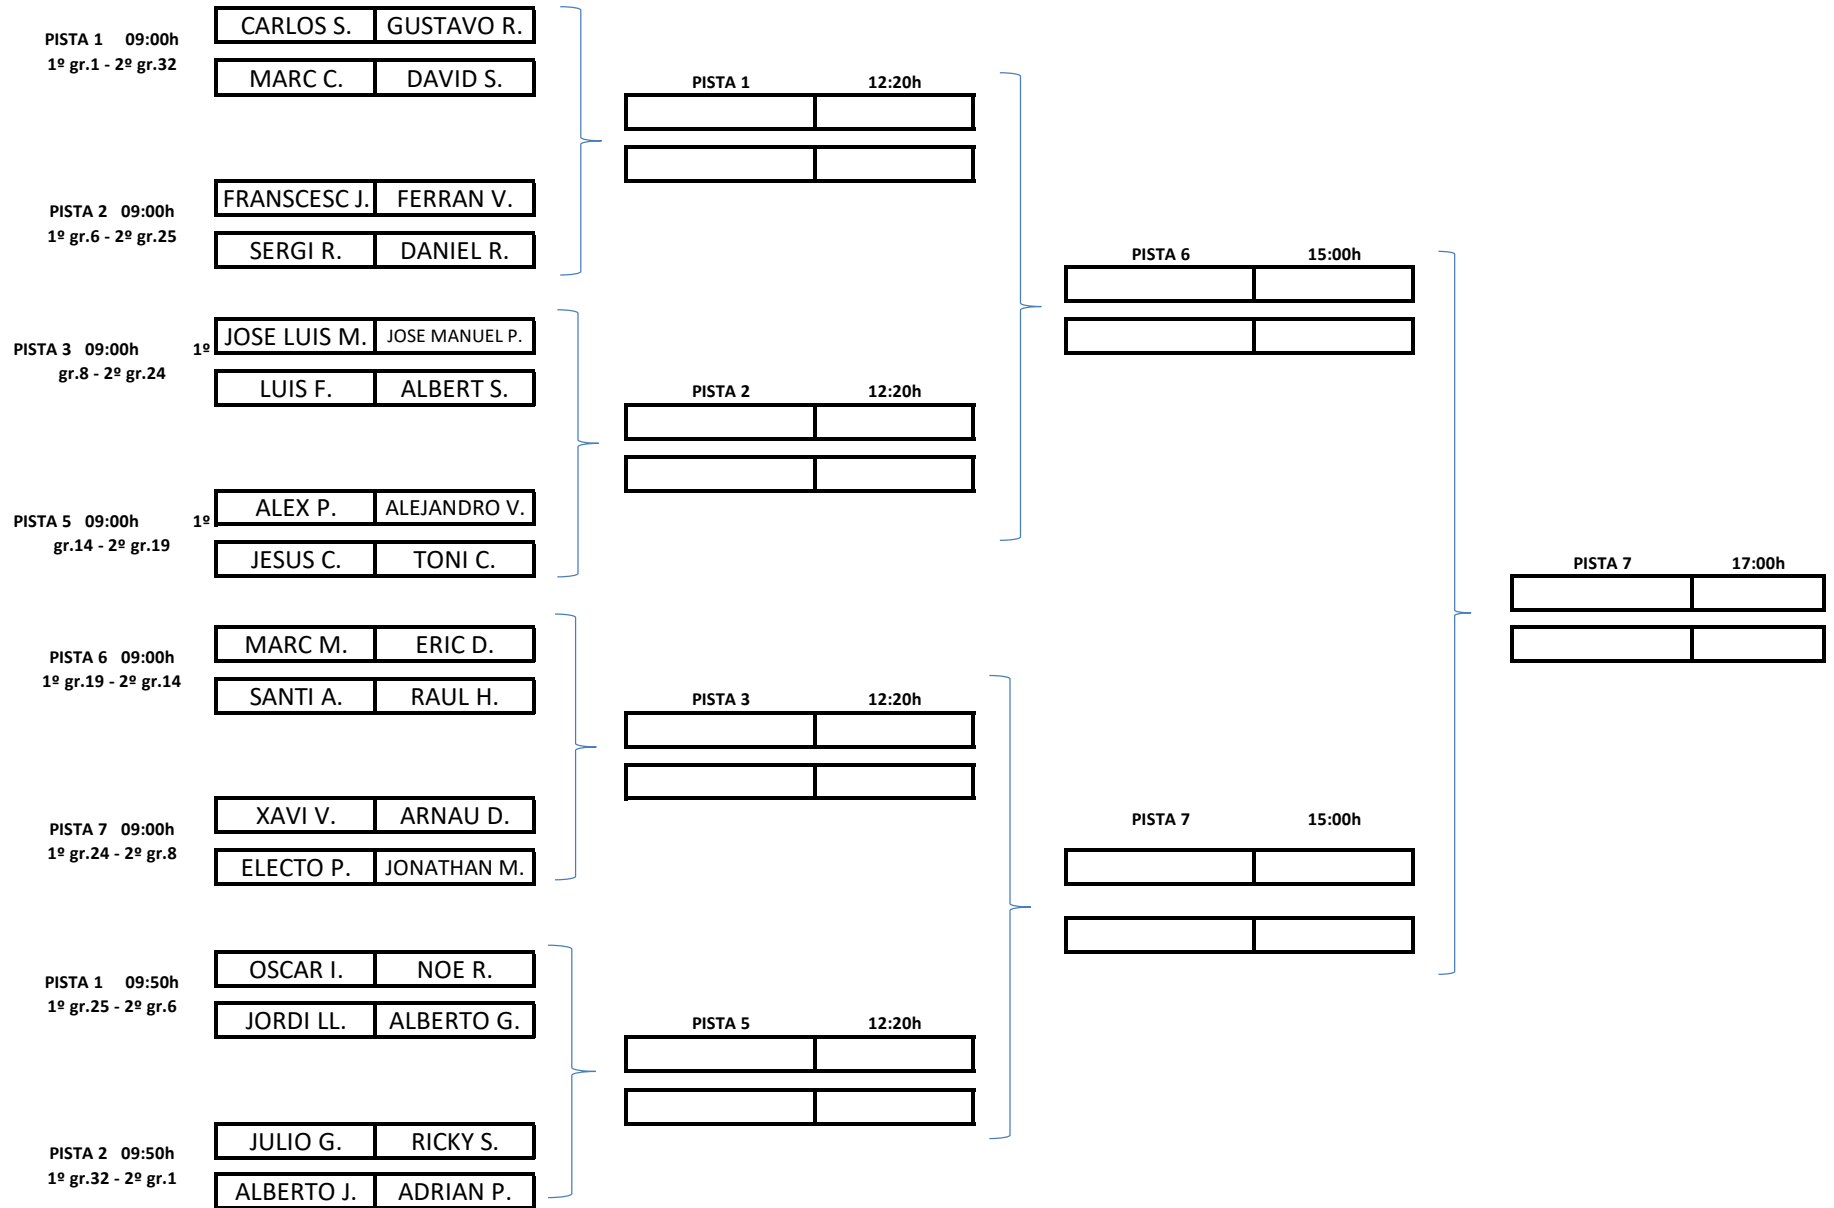 CARLOS S. GUSTAVO R.
PISTA 1 09:00h
1º gr.1 - 2º gr.32
MARC C. DAVID S.
FRANSCESC J. FERRAN V.
PISTA 2 09:00h
1º gr.6 - 2º gr.25
SERGI R. DANIEL R.
JOSE LUIS M. JOSE MANUEL P.
PISTA 3 09:00h 1º
gr.8 - 2º gr.24
LUIS F. ALBERT S.
ALEX P. ALEJANDRO V.
PISTA 5 09:00h 1º
gr.14 - 2º gr.19
JESUS C. TONI C.
MARC M. ERIC D.
PISTA 6 09:00h
1º gr.19 - 2º gr.14
SANTI A. RAUL H.
XAVI V. ARNAU D.
PISTA 7 09:00h
1º gr.24 - 2º gr.8
ELECTO P. JONATHAN M.
OSCAR I. NOE R.
PISTA 1 09:50h
1º gr.25 - 2º gr.6
JORDI LL. ALBERTO G.
JULIO G. RICKY S.
PISTA 2 09:50h
1º gr.32 - 2º gr.1
ALBERTO J. ADRIAN P.
PISTA 1 12:20h
PISTA 2 12:20h
PISTA 3 12:20h
PISTA 5 12:20h
PISTA 6 15:00h
PISTA 7 15:00h
PISTA 7 17:00h